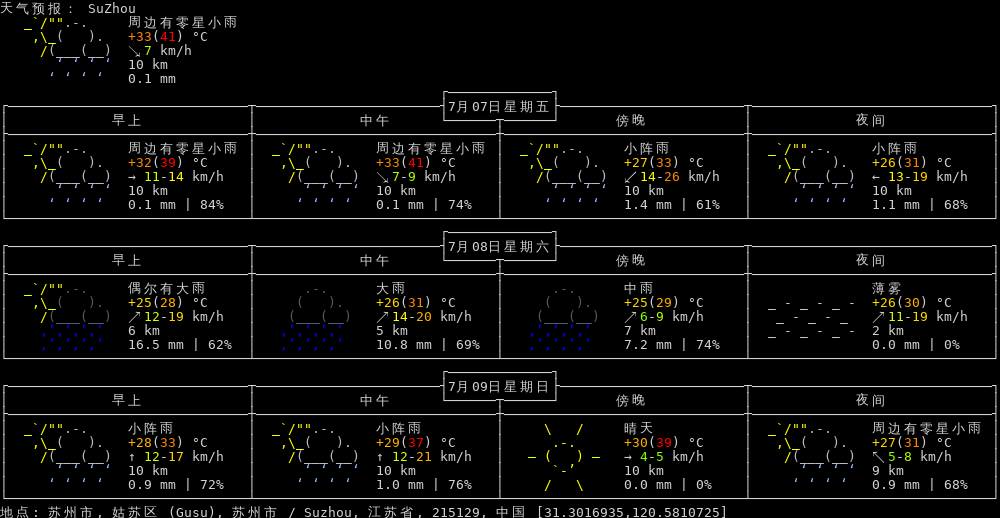 天气预报： SuZhou
周边有零星小雨
+33(41) °C
↘7 km/h
10 km
0.1 mm
7月07日星期五
早上 中午 傍晚 夜间
周边有零星小雨 周边有零星小雨 小阵雨 小阵雨
+32(39) °C +33(41) °C +27(33) °C +26(31) °C
→ 11-14 km/h ↘7-9 km/h ↙14-26 km/h ← 13-19 km/h
10 km 10 km 10 km 10 km
0.1 mm | 84% 0.1 mm | 74% 1.4 mm | 61% 1.1 mm | 68%
7月08日星期六
早上 中午 傍晚 夜间
偶尔有大雨 大雨 中雨 薄雾
+25(28) °C +26(31) °C +25(29) °C +26(30) °C
↗12-19 km/h ↗14-20 km/h ↗6-9 km/h ↗11-19 km/h
6 km 5 km 7 km 2 km
16.5 mm | 62% 10.8 mm | 69% 7.2 mm | 74% 0.0 mm | 0%
7月09日星期日
早上 中午 傍晚 夜间
小阵雨 小阵雨 晴天 周边有零星小雨
+28(33) °C +29(37) °C +30(39) °C +27(31) °C
↑ 12-17 km/h ↑ 12-21 km/h → 4-5 km/h ↖5-8 km/h
10 km 10 km 10 km 9 km
0.9 mm | 72% 1.0 mm | 76% 0.0 mm | 0% 0.9 mm | 68%
地点: 苏州市, 姑苏区 (Gusu), 苏州市 / Suzhou, 江苏省, 215129, 中国 [31.3016935,120.5810725]